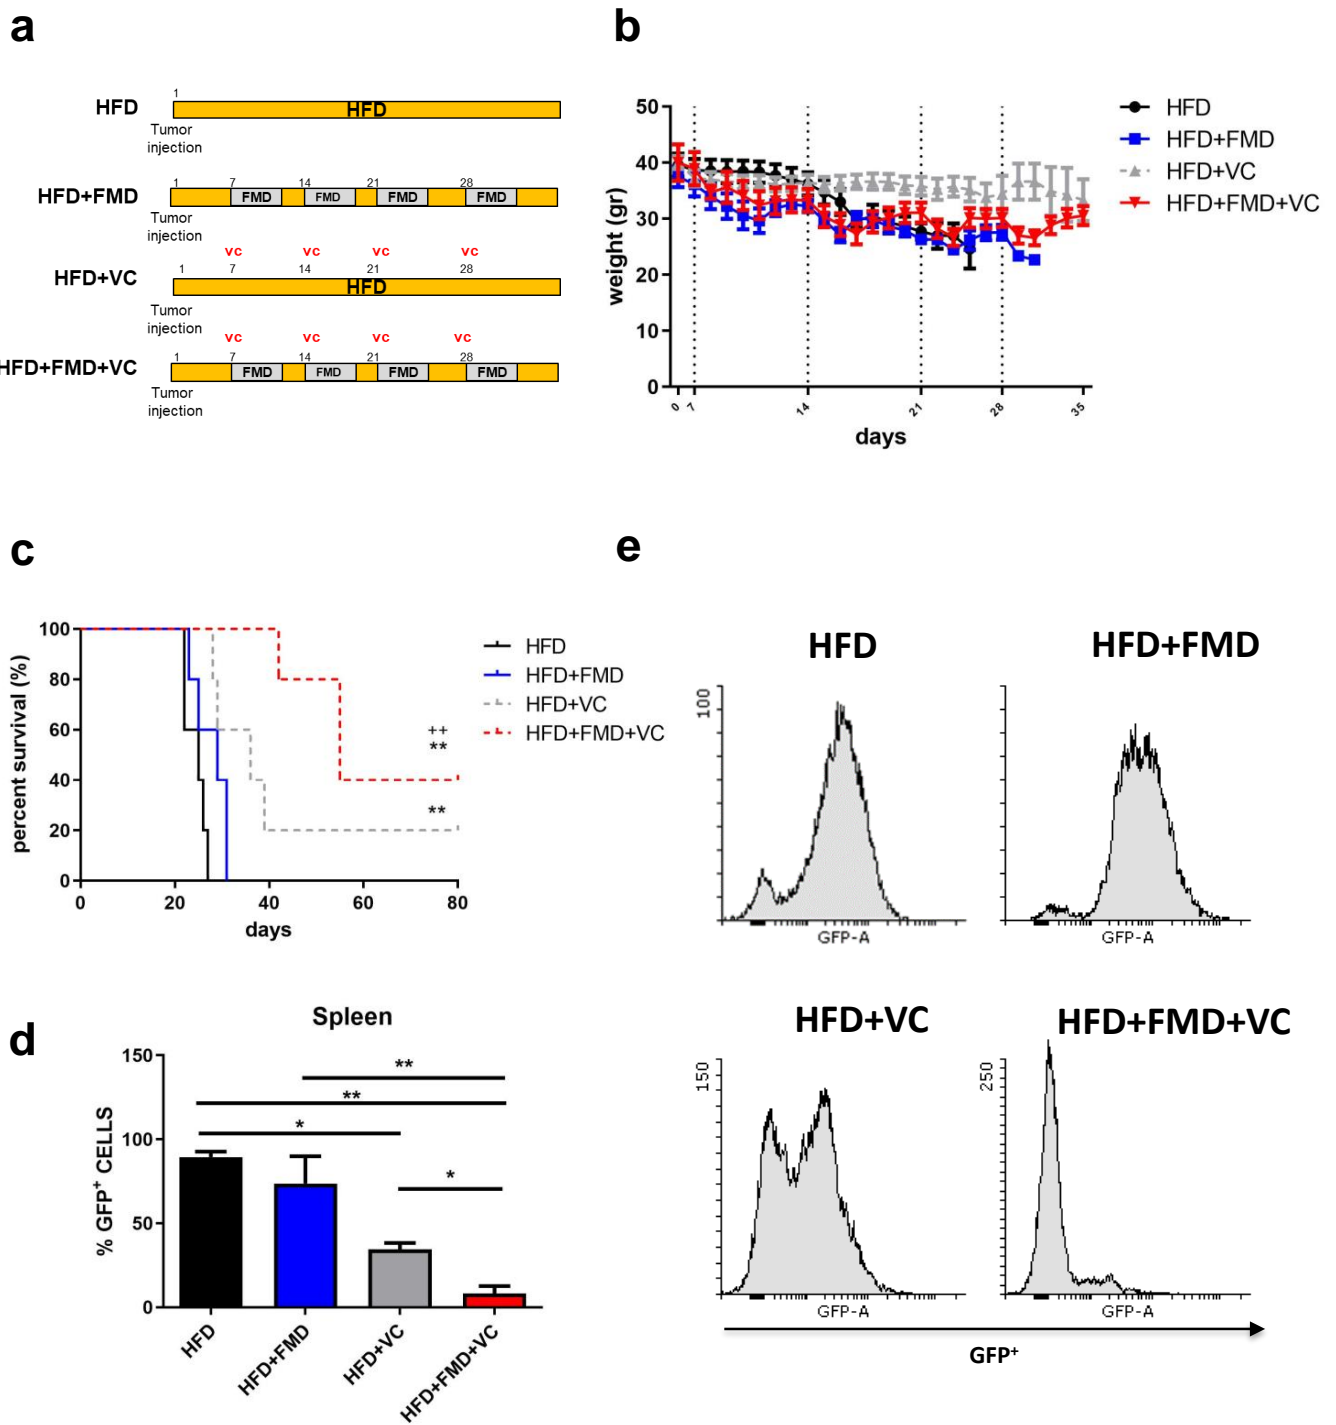 a
1
HFD
HFD
Tumor
injection
1 7 14 21 28
HFD+FMD
FMD FMD FMD FMD
Tumor
injection
vc vc vc vc
1 7 14 21 28
HFD+VC
HFD
Tumor
injection
vc vc vc vc
1 7 14 21 28
HFD+FMD+VC
FMD FMD FMD FMD
Tumor
injection
b
weight (gr)
50
40
30
20
10
0
0 7 14 21 28 35
days
HFD
HFD+FMD
HFD+VC
HFD+FMD+VC
c
percent survival (%)
100
80
60
40
20
0
0 20 40 60 80
days
HFD
HFD+FMD
HFD+VC
HFD+FMD+VC
++
**
**
d
Spleen
% GFP+ CELLS
150
100
50
0
**
**
*
*
HFD
HFD+FMD
HFD+VC
HFD+FMD+VC
e
HFD
100
GFP-A
HFD+FMD
GFP-A
HFD+VC
150
GFP-A
HFD+FMD+VC
250
GFP-A
GFP+